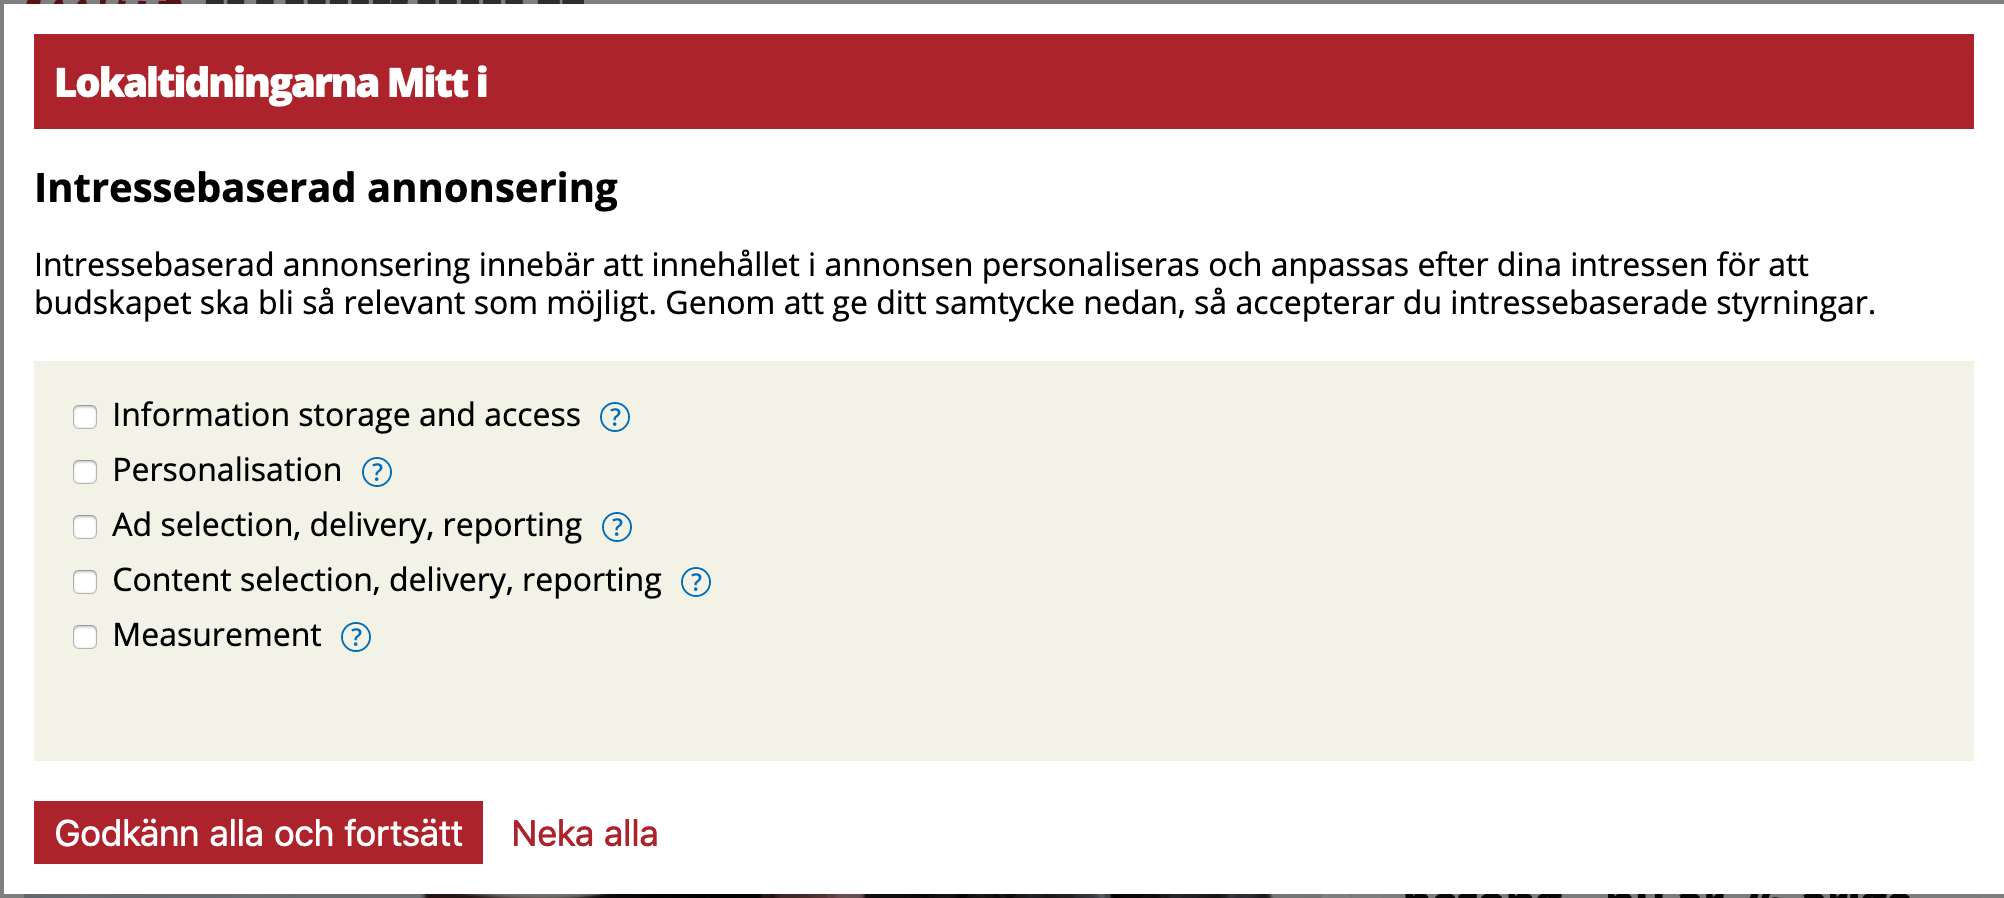 Lokaltidningarna Mitt i
Intressebaserad annonsering
Intressebaserad annonsering innebär att innehållet i annonsen personaliseras och anpassas efter dina intressen för att
budskapet ska bli så relevant som möjligt. Genom att ge ditt samtycke nedan, så accepterar du intressebaserade styrningar.
Information storage and access ?
Personalisation ?
Ad selection, delivery, reporting ?
Content selection, delivery, reporting ?
Measurement ?
Godkänn alla och fortsätt Neka alla